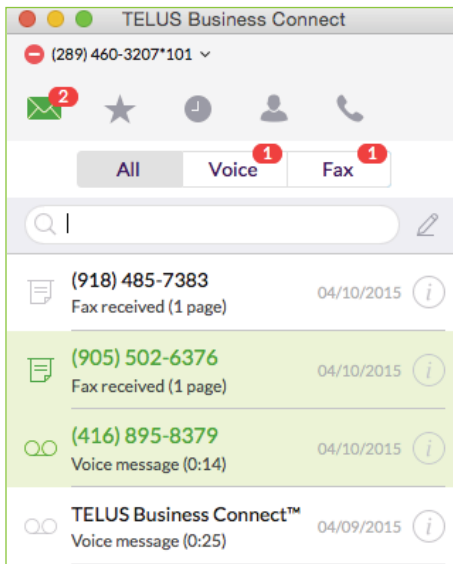 TELUS Business Connect
(289) 460-3207*101
2
All Voice 1 Fax 1
(918) 485-7383
Fax received (1 page)
04/10/2015 i
(905) 502-6376
Fax received (1 page)
04/10/2015 i
(416) 895-8379
Voice message (0:14)
04/10/2015 i
TELUS Business Connect™
Voice message (0:25)
04/09/2015 i